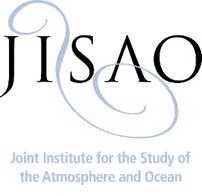 JISAO
Joint Institute for the Study of
the Atmosphere and Ocean